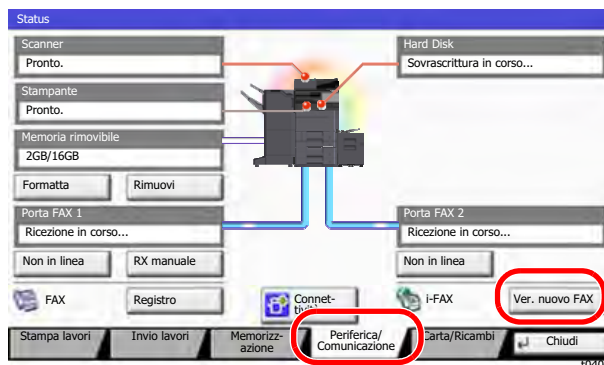 Status
Scanner
Pronto.
Hard Disk
Sovrascrittura in corso...
Stampante
Pronto.
Memoria rimovibile
2GB/16GB
Formatta
Rimuovi
Porta FAX 1
Ricezione in corso...
Porta FAX 2
Ricezione in corso...
Non in linea
RX manuale
Non in linea
FAX
Registro
Connet-
tività
i-FAX
Ver. nuovo FAX
Stampa lavori
Invio lavori
Memorizz-
azione
Periferica/
Comunicazione
Carta/Ricambi
Chiudi